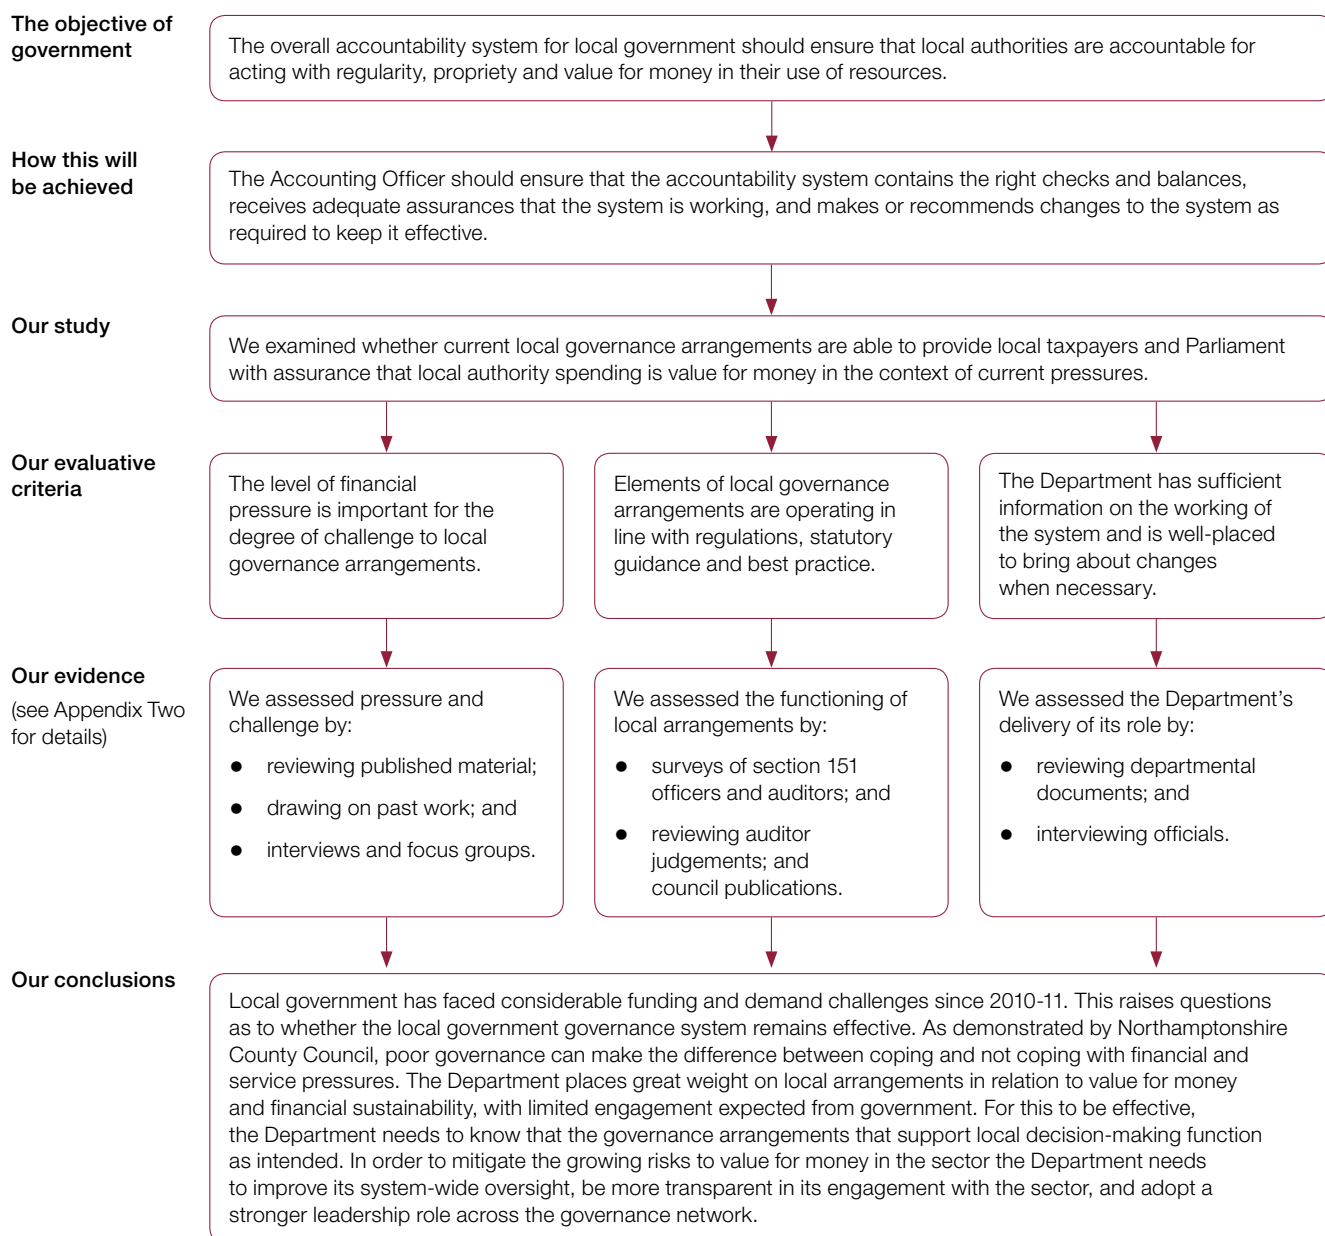 The objective of
government
The overall accountability system for local government should ensure that local authorities are accountable for
acting with regularity, propriety and value for money in their use of resources.
How this will
be achieved
The Accounting Officer should ensure that the accountability system contains the right checks and balances,
receives adequate assurances that the system is working, and makes or recommends changes to the system as
required to keep it effective.
Our study
We examined whether current local governance arrangements are able to provide local taxpayers and Parliament
with assurance that local authority spending is value for money in the context of current pressures.
Our evaluative
criteria
The level of financial
pressure is important for the
degree of challenge to local
governance arrangements.
Elements of local governance
arrangements are operating in
line with regulations, statutory
guidance and best practice.
The Department has sufficient
information on the working of
the system and is well-placed
to bring about changes
when necessary.
Our evidence
(see Appendix Two
for details)
We assessed pressure and
challenge by:
● reviewing published material;
● drawing on past work; and
● interviews and focus groups.
We assessed the functioning of
local arrangements by:
● surveys of section 151
officers and auditors; and
● reviewing auditor
judgements; and
council publications.
We assessed the Department's
delivery of its role by:
● reviewing departmental
documents; and
● interviewing officials.
Our conclusions
Local government has faced considerable funding and demand challenges since 2010-11. This raises questions
as to whether the local government governance system remains effective. As demonstrated by Northamptonshire
County Council, poor governance can make the difference between coping and not coping with financial and
service pressures. The Department places great weight on local arrangements in relation to value for money
and financial sustainability, with limited engagement expected from government. For this to be effective,
the Department needs to know that the governance arrangements that support local decision-making function
as intended. In order to mitigate the growing risks to value for money in the sector the Department needs
to improve its system-wide oversight, be more transparent in its engagement with the sector, and adopt a
stronger leadership role across the governance network.